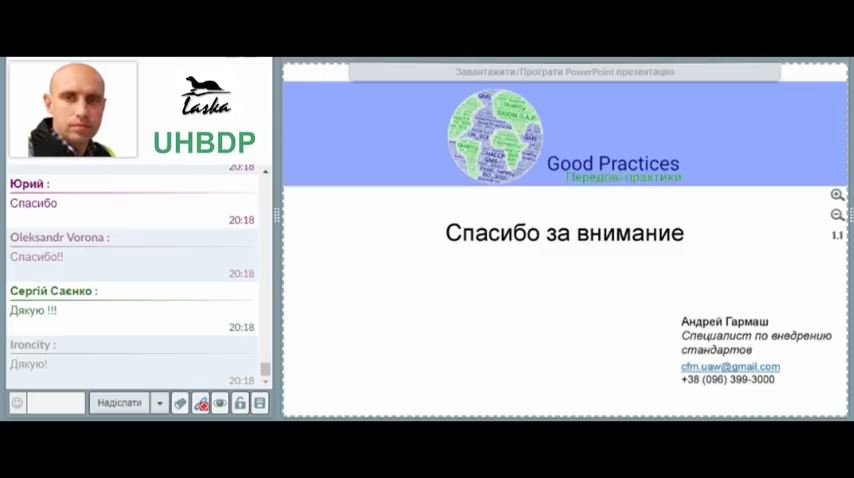 Laska
UHBDP
20:18
Юрий :
Спасибо
20:18
Oleksandr Vorona :
Спасибо!!
20:18
Сергій Саєнко :
Дякую !!!
20:18
Ironcity :
Дякую!
20:18
Надіслати
Завантажити/Програти PowerPoint презентацію
Good Practices
Передові практики
Спасибо за внимание
Андрей Гармаш
Специалист по внедрению
стандартов
cfm.uaw@gmail.com
+38 (096) 399-3000
1.1